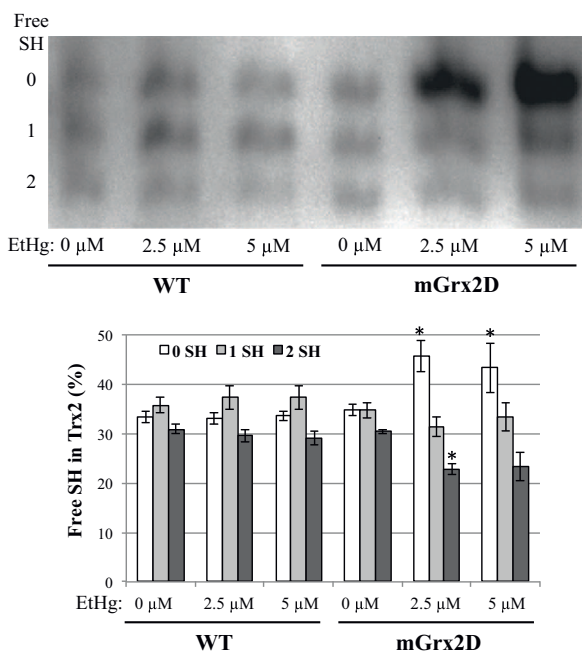 Free
SH
0
1
2
EtHg: 0 µM 2.5 µM 5 µM 0 µM 2.5 µM 5 µM
WT mGrx2D
Free SH in Trx2 (%)
50
40
30
20
10
0
0 SH 1 SH 2 SH
* *
*
EtHg: 0 µM 2.5 µM 5 µM 0 µM 2.5 µM 5 µM
WT mGrx2D